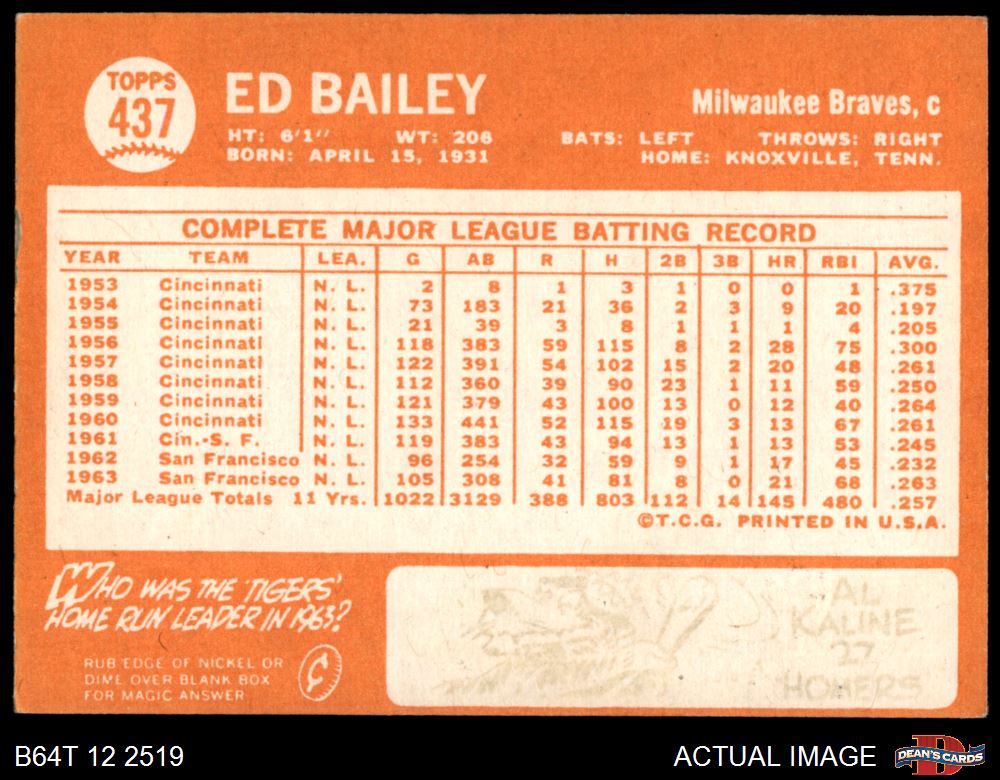 TOPPS
437
ED BAILEY
Milwaukee Braves, c
HT: 6'1" WT: 206 BATS: LEFT THROWS: RIGHT
BORN: APRIL 15, 1931 HOME: KNOXVILLE, TENN.
COMPLETE MAJOR LEAGUE BATTING RECORD
YEAR TEAM LEA. G AB R H 2B 3B HR RBI AVG.
1953 Cincinnati N. L. 2 8 1 3 1 0 0 1 .375
1954 Cincinnati N. L. 73 183 21 36 2 3 9 20 .197
1955 Cincinnati N. L. 21 39 3 8 1 1 1 4 .205
1956 Cincinnati N. L. 118 383 59 115 8 2 28 75 .300
1957 Cincinnati N. L. 122 391 54 102 15 2 20 48 .261
1958 Cincinnati N. L. 112 360 39 90 23 1 11 59 .250
1959 Cincinnati N. L. 121 379 43 100 13 0 12 40 .264
1960 Cincinnati N. L. 133 441 52 115 19 3 13 67 .261
1961 Cin.-S. F. N. L. 119 383 43 94 13 1 13 53 .245
1962 San Francisco N. L. 96 254 32 59 9 1 17 45 .232
1963 San Francisco N. L. 105 308 41 81 8 0 21 68 .263
Major League Totals 11 Yrs. 1022 3129 388 803 112 14 145 480 .257
©T.C.G. PRINTED IN U.S.A.
WHO WAS THE TIGERS'
HOME RUN LEADER IN 1963?
RUB EDGE OF NICKEL OR
DIME OVER BLANK BOX
FOR MAGIC ANSWER
¢
AL
KALINE
27
HOMERS
B64T 12 2519
ACTUAL IMAGE
D
DEAN'S CARDS